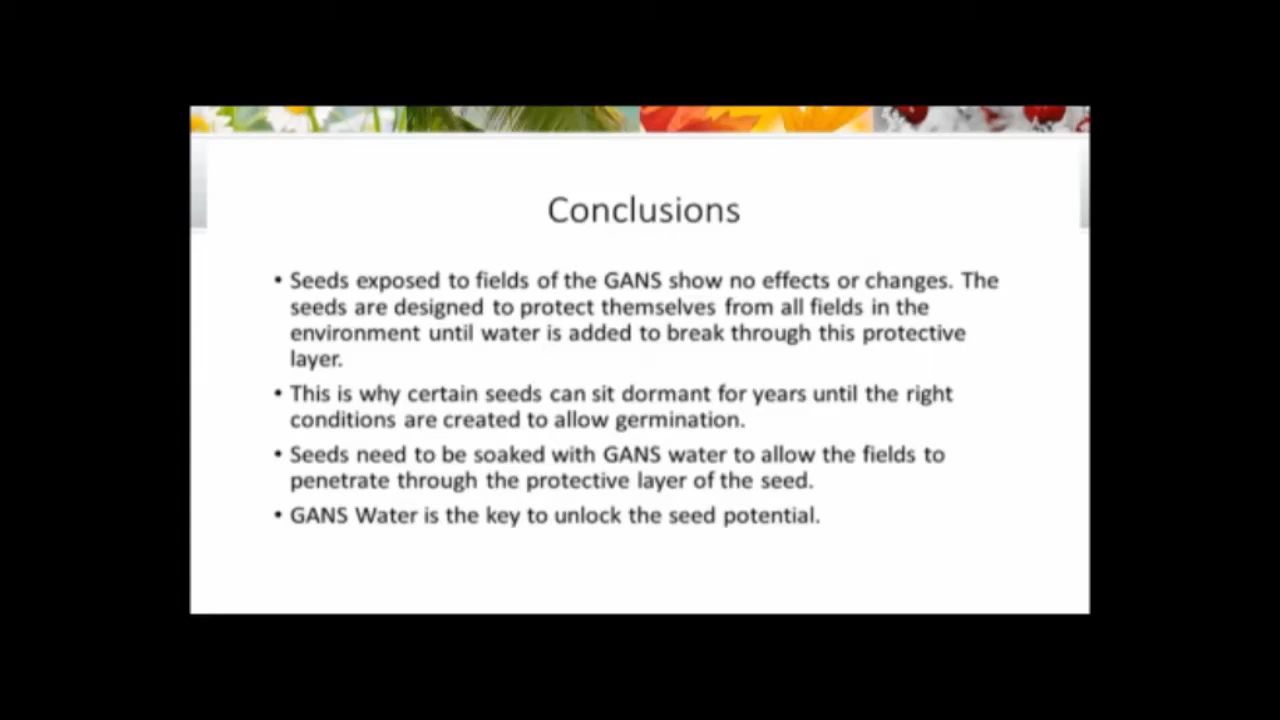 Conclusions
• Seeds exposed to fields of the GANS show no effects or changes. The
seeds are designed to protect themselves from all fields in the
environment until water is added to break through this protective
layer.
• This is why certain seeds can sit dormant for years until the right
conditions are created to allow germination.
• Seeds need to be soaked with GANS water to allow the fields to
penetrate through the protective layer of the seed.
• GANS Water is the key to unlock the seed potential.